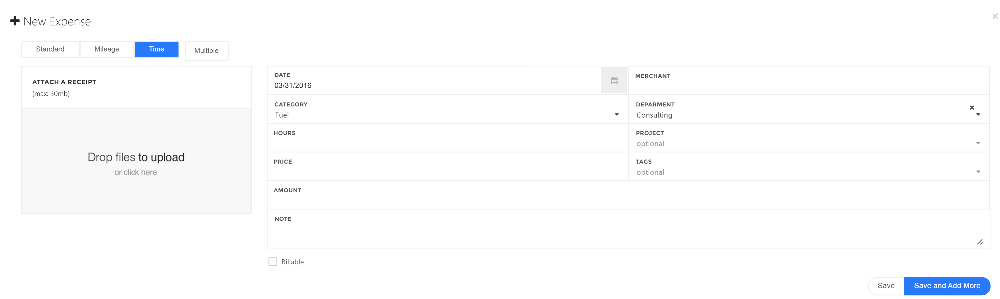 New Expense
Standard
Mileage
Time
Multiple
ATTACH A RECEIPT
(max: 30mb)
Drop files to upload
or click here
DATE
03/31/2016
MERCHANT
CATEGORY
Fuel
DEPARMENT
Consulting
HOURS
PROJECT
optional
PRICE
TAGS
optional
AMOUNT
NOTE
Billable
Save
Save and Add More